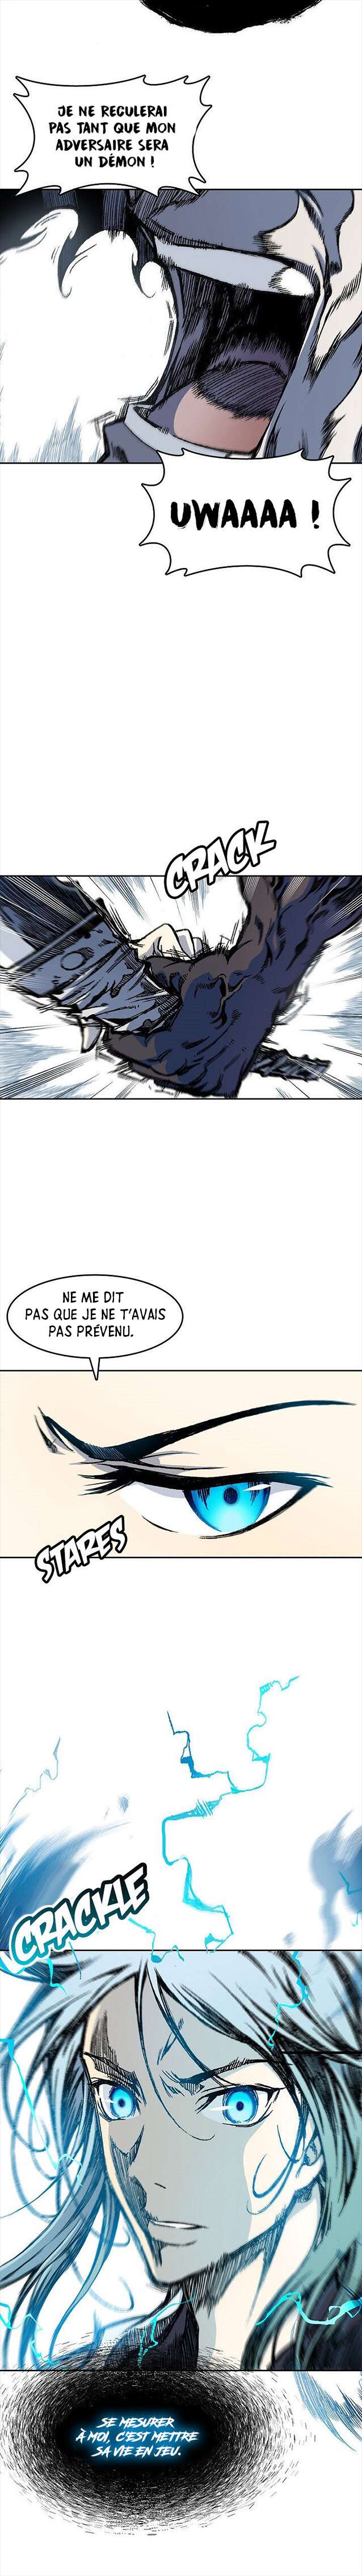 JE NE RECULERAI
PAS TANT QUE MON
ADVERSAIRE SERA
UN DÉMON !
UWAAAA !
CRACK
NE ME DIT
PAS QUE JE NE T'AVAIS
PAS PRÉVENU.
STARES
CRACKLE
SE MESURER
À MOI, C'EST METTRE
SA VIE EN JEU.